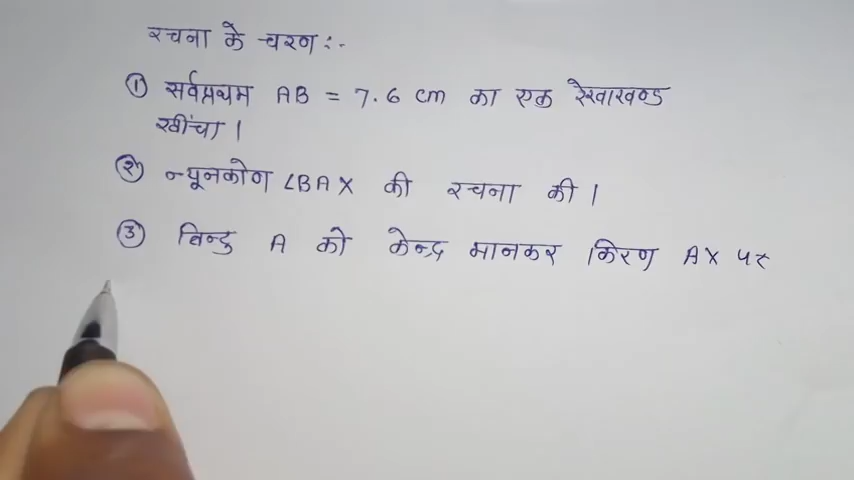 रचना के चरण :-
① सर्वप्रथम AB = 7.6 cm का एक रेखाखण्ड
खींचा।
② न्यूनकोण ∠BAX की रचना की।
③ बिन्दु A को केन्द्र मानकर किरण AX पर